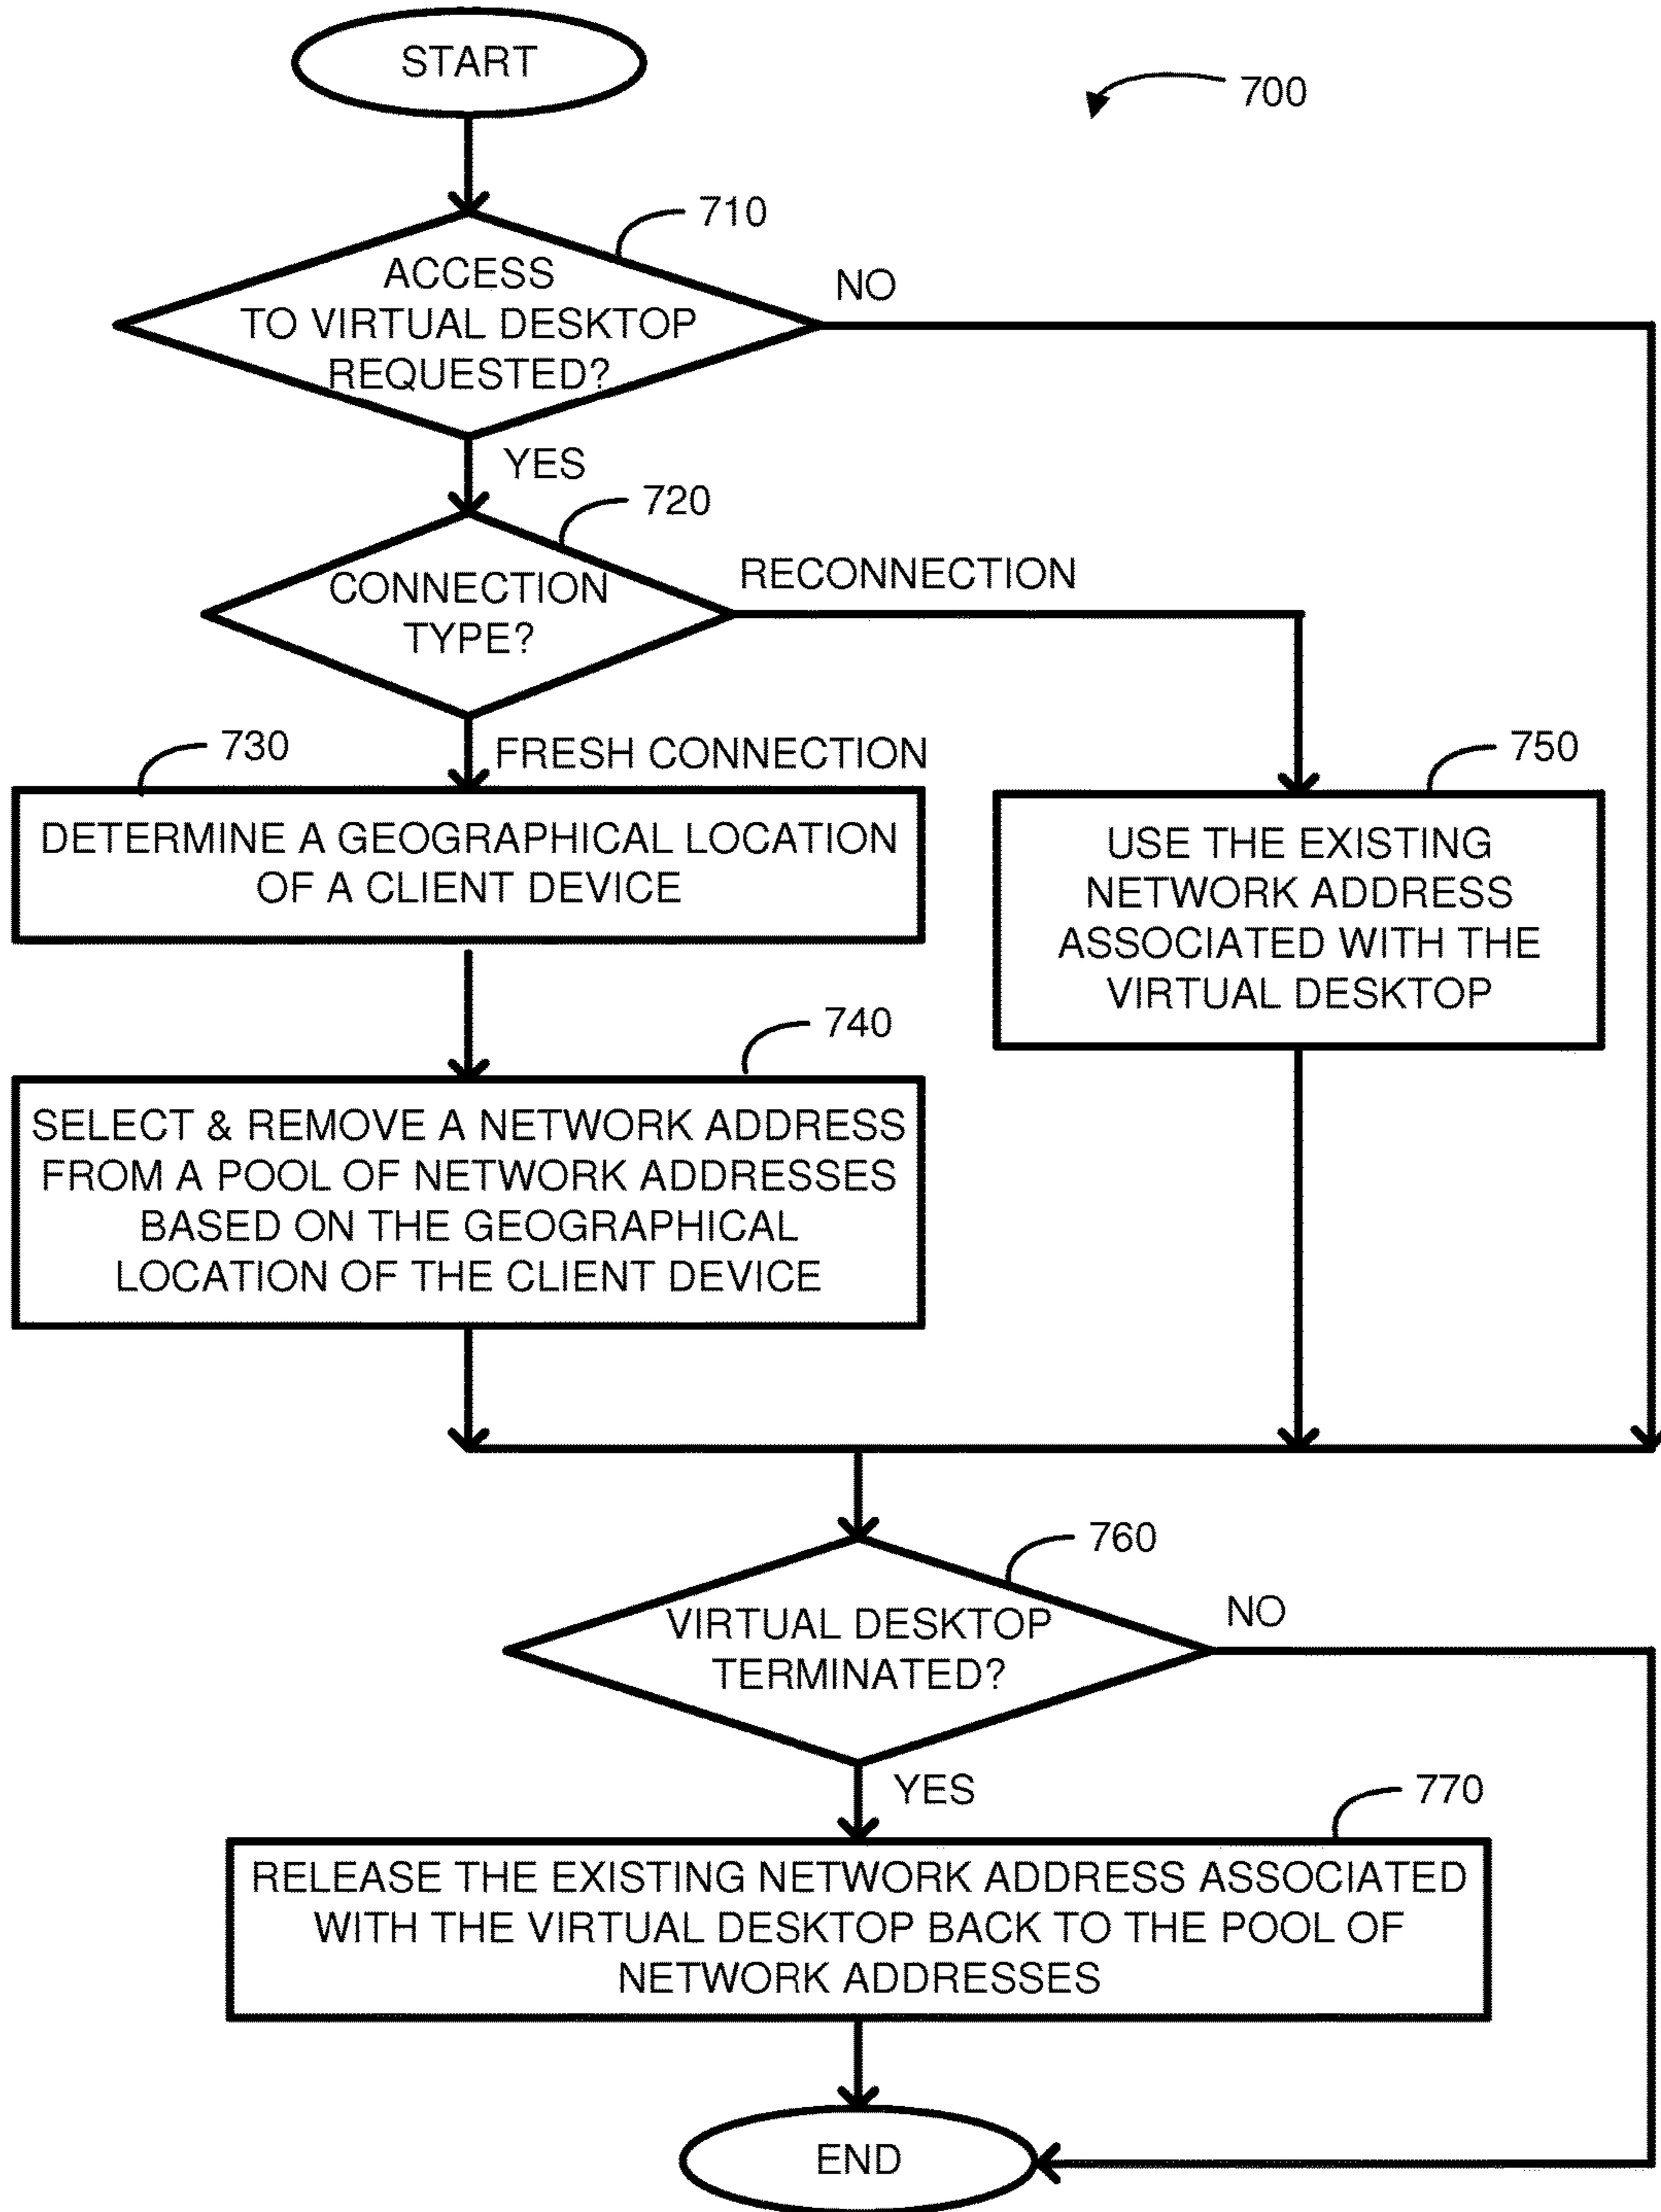 START
700
710
ACCESS
TO VIRTUAL DESKTOP
REQUESTED?
NO
YES
720
CONNECTION
TYPE?
RECONNECTION
FRESH CONNECTION
730
DETERMINE A GEOGRAPHICAL LOCATION
OF A CLIENT DEVICE
750
USE THE EXISTING
NETWORK ADDRESS
ASSOCIATED WITH THE
VIRTUAL DESKTOP
740
SELECT & REMOVE A NETWORK ADDRESS
FROM A POOL OF NETWORK ADDRESSES
BASED ON THE GEOGRAPHICAL
LOCATION OF THE CLIENT DEVICE
760
VIRTUAL DESKTOP
TERMINATED?
NO
YES
770
RELEASE THE EXISTING NETWORK ADDRESS ASSOCIATED
WITH THE VIRTUAL DESKTOP BACK TO THE POOL OF
NETWORK ADDRESSES
END